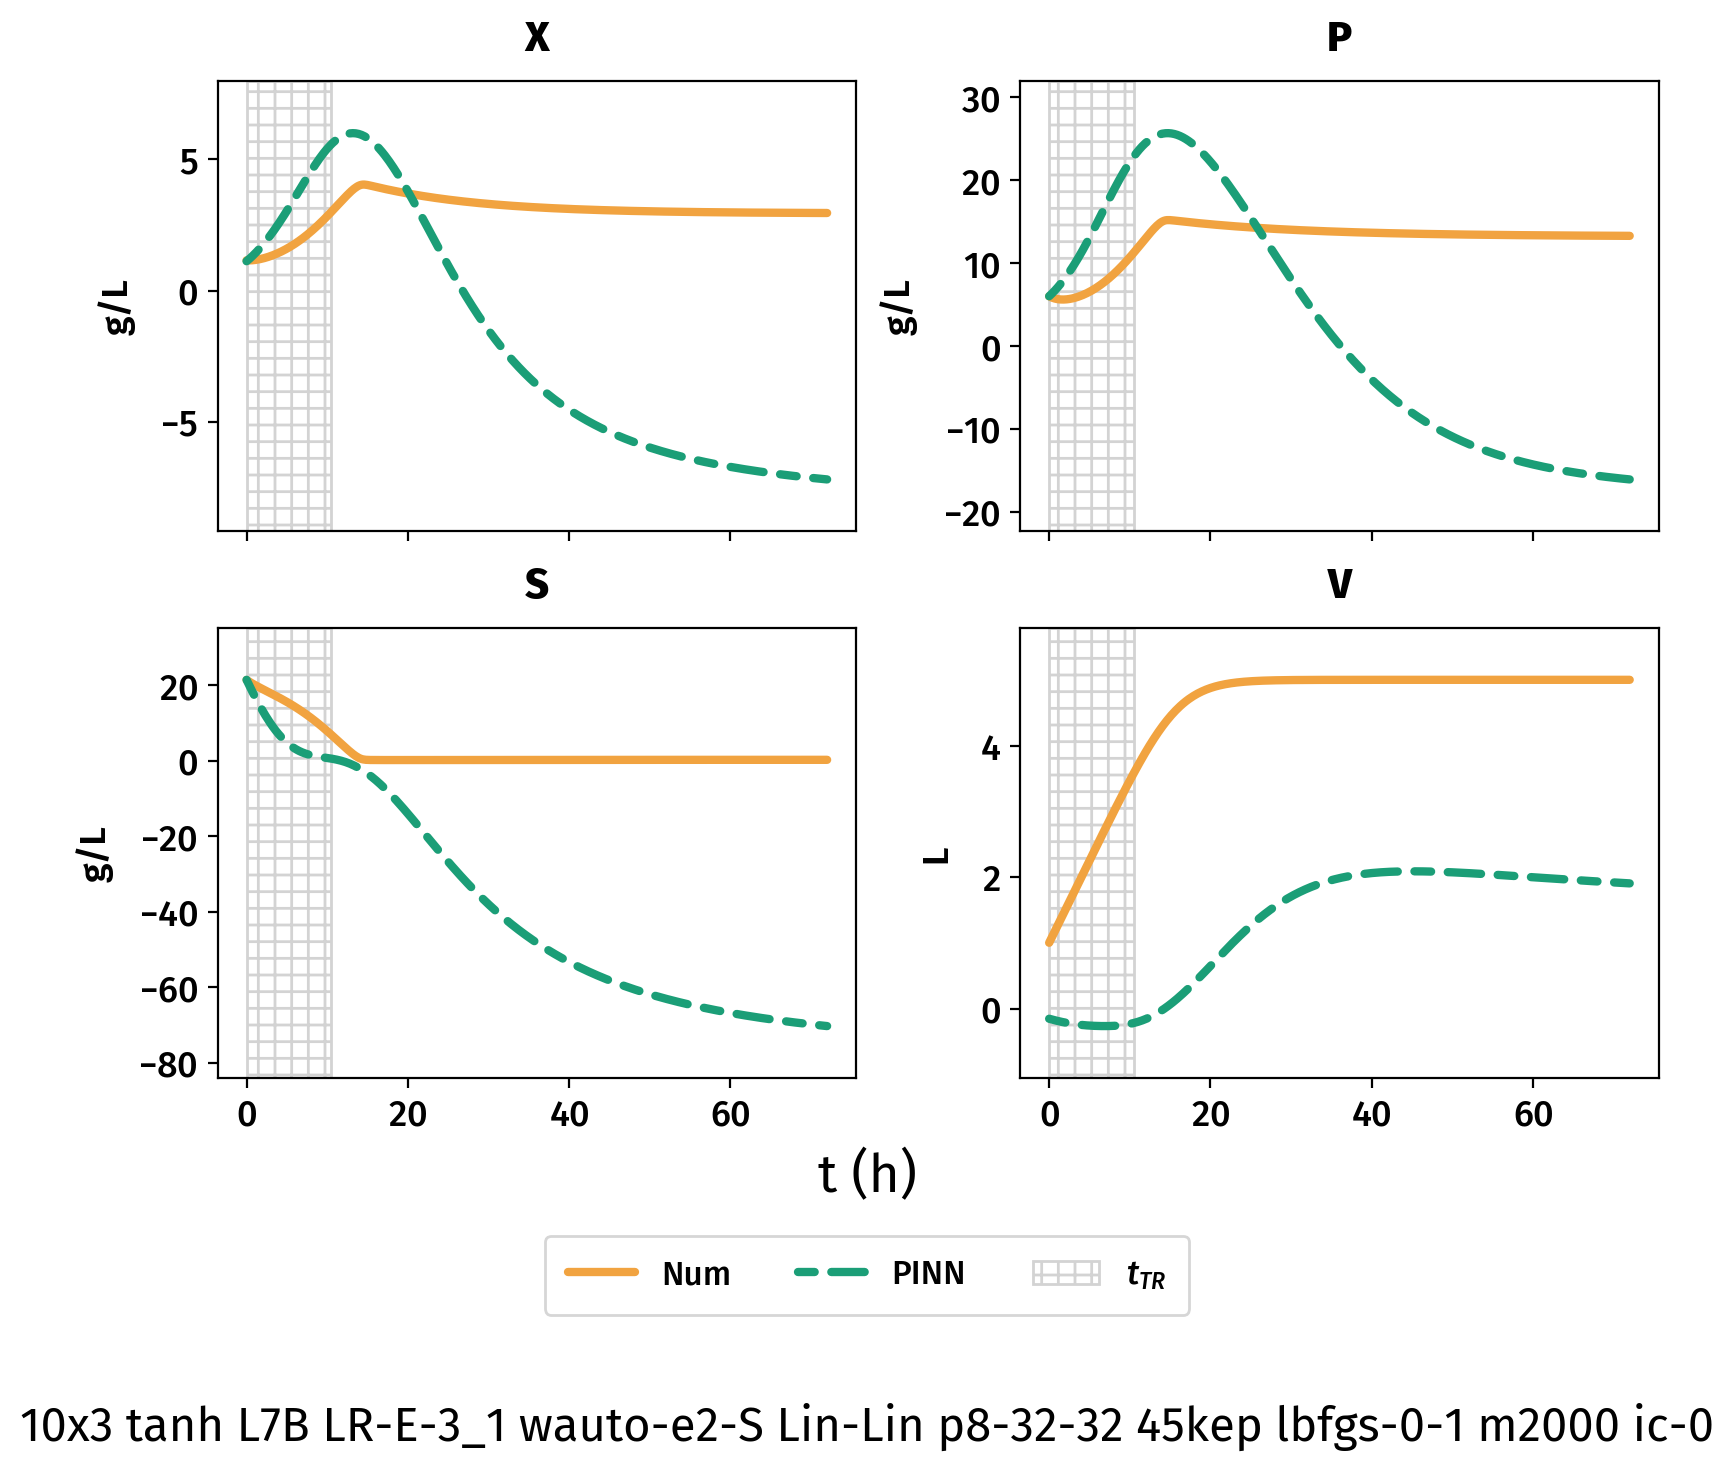 X
P
5
0
−5
g/L
30
20
10
0
−10
−20
g/L
S
V
20
0
−20
−40
−60
−80
g/L
0 20 40 60
4
2
0
L
0 20 40 60
t (h)
Num PINN tTR
10x3 tanh L7B LR-E-3_1 wauto-e2-S Lin-Lin p8-32-32 45kep lbfgs-0-1 m2000 ic-0